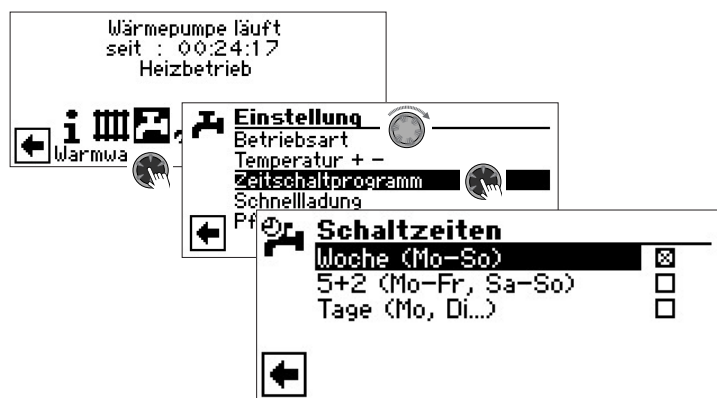 Wärmepumpe läuft
seit : 00:24:17
Heizbetrieb
Warmwa
Einstellung
Betriebsart
Temperatur + −
Zeitschaltprogramm
Schnellladung
Pf
Schaltzeiten
Woche (Mo-So)
5+2 (Mo-Fr, Sa-So)
Tage (Mo, Di...)